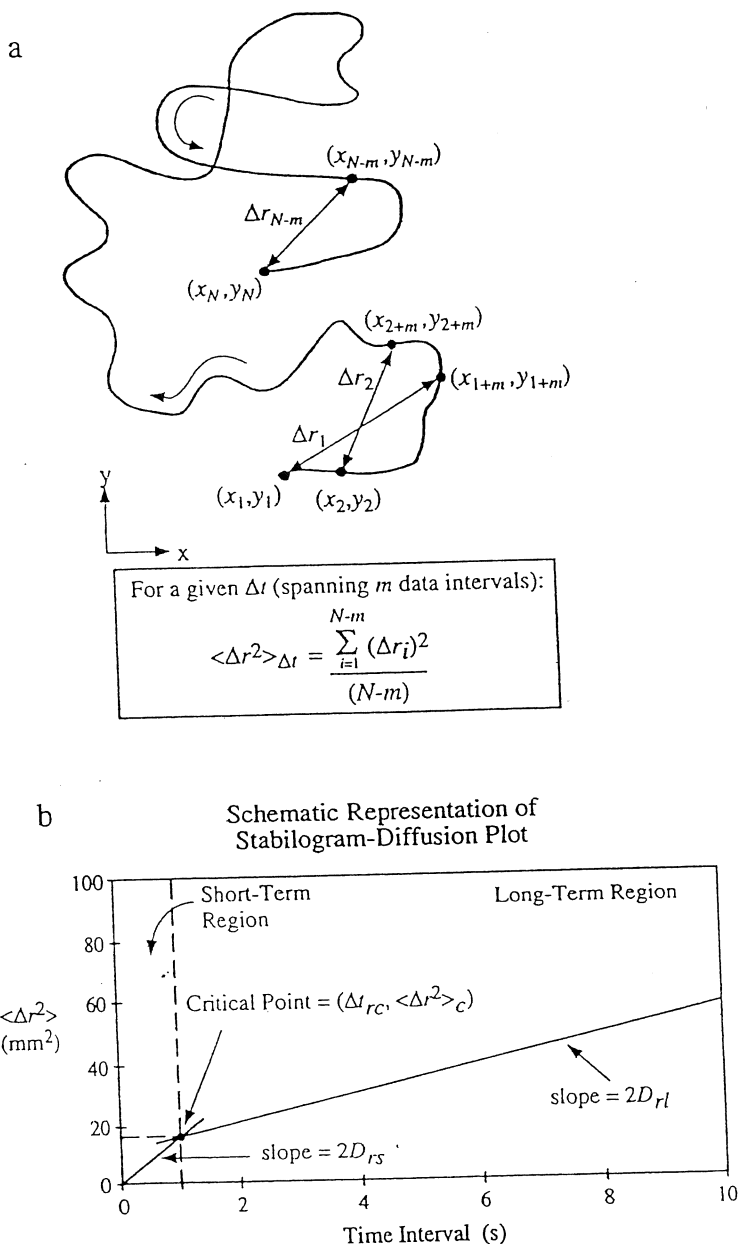 a
(x_{N-m}, y_{N-m})
Δr_{N-m}
(x_N, y_N)
(x_{2+m}, y_{2+m})
Δr_2
(x_{1+m}, y_{1+m})
Δr_1
(x_1, y_1)
(x_2, y_2)
y
x
For a given Δt (spanning m data intervals):
<Δr²>_{Δt} = \frac{\sum_{i=1}^{N-m} (Δr_i)²}{(N-m)}
b
Schematic Representation of
Stabilogram-Diffusion Plot
100
80
60
40
20
0
<Δr²>
(mm²)
Short-Term
Region
Long-Term Region
Critical Point = (Δt_{rc}, <Δr²>_c)
slope = 2D_{rl}
slope = 2D_{rs}
0 2 4 6 8 10
Time Interval (s)